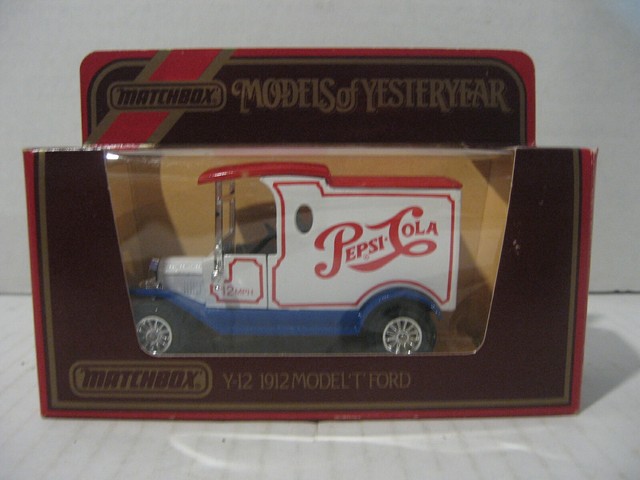 MATCHBOX MODELS of YESTERYEAR
PEPSI-COLA
12 MPH
MATCHBOX Y-12 1912 MODEL 'T' FORD